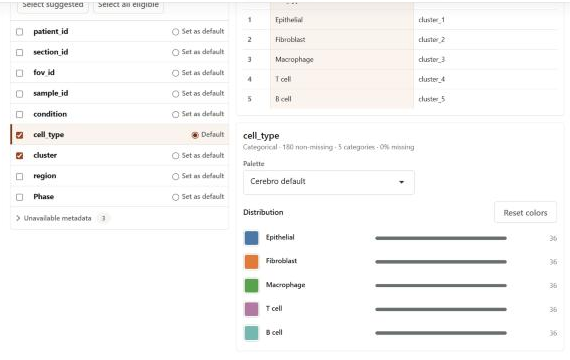 Select suggested Select all eligible
patient_id Set as default
section_id Set as default
fov_id Set as default
sample_id Set as default
condition Set as default
cell_type Default
cluster Set as default
region Set as default
Phase Set as default
Unavailable metadata 3
1 Epithelial cluster_1
2 Fibroblast cluster_2
3 Macrophage cluster_3
4 T cell cluster_4
5 B cell cluster_5
cell_type
Categorical · 180 non-missing · 5 categories · 0% missing
Palette
Cerebro default
Distribution Reset colors
Epithelial 36
Fibroblast 36
Macrophage 36
T cell 36
B cell 36